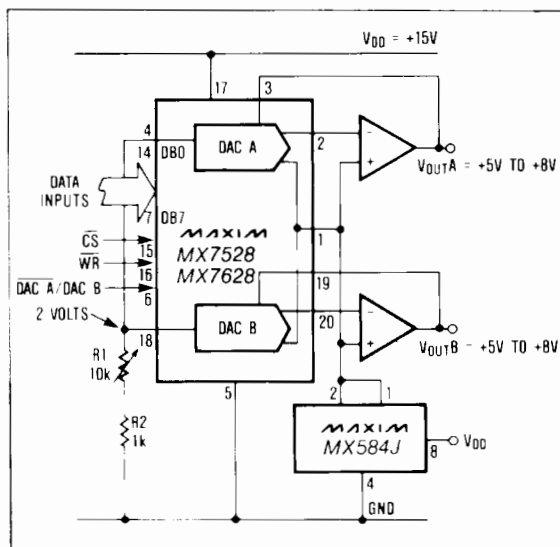 V_DD = +15V
17
3
4
14
DB0
DAC A
2
−
+
V_OUT A = +5V TO +8V
DATA
INPUTS
7
DB7
1
MAXIM
MX7528
MX7628
CS
15
WR
16
DAC A/DAC B
6
19
20
2 VOLTS
18
DAC B
−
+
V_OUT B = +5V TO +8V
R1
10k
R2
1k
5
2
1
MAXIM
MX584J
8
V_DD
4
GND